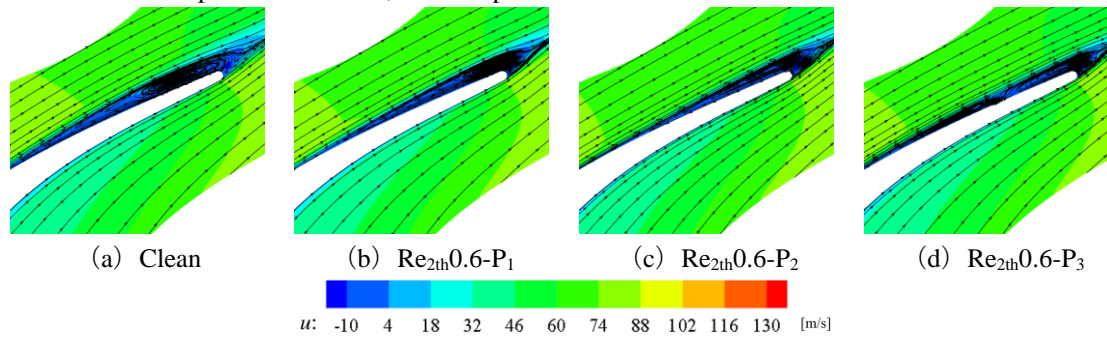 (a) Clean
(b) Re2th0.6-P1
(c) Re2th0.6-P2
(d) Re2th0.6-P3
u: -10 4 18 32 46 60 74 88 102 116 130 [m/s]